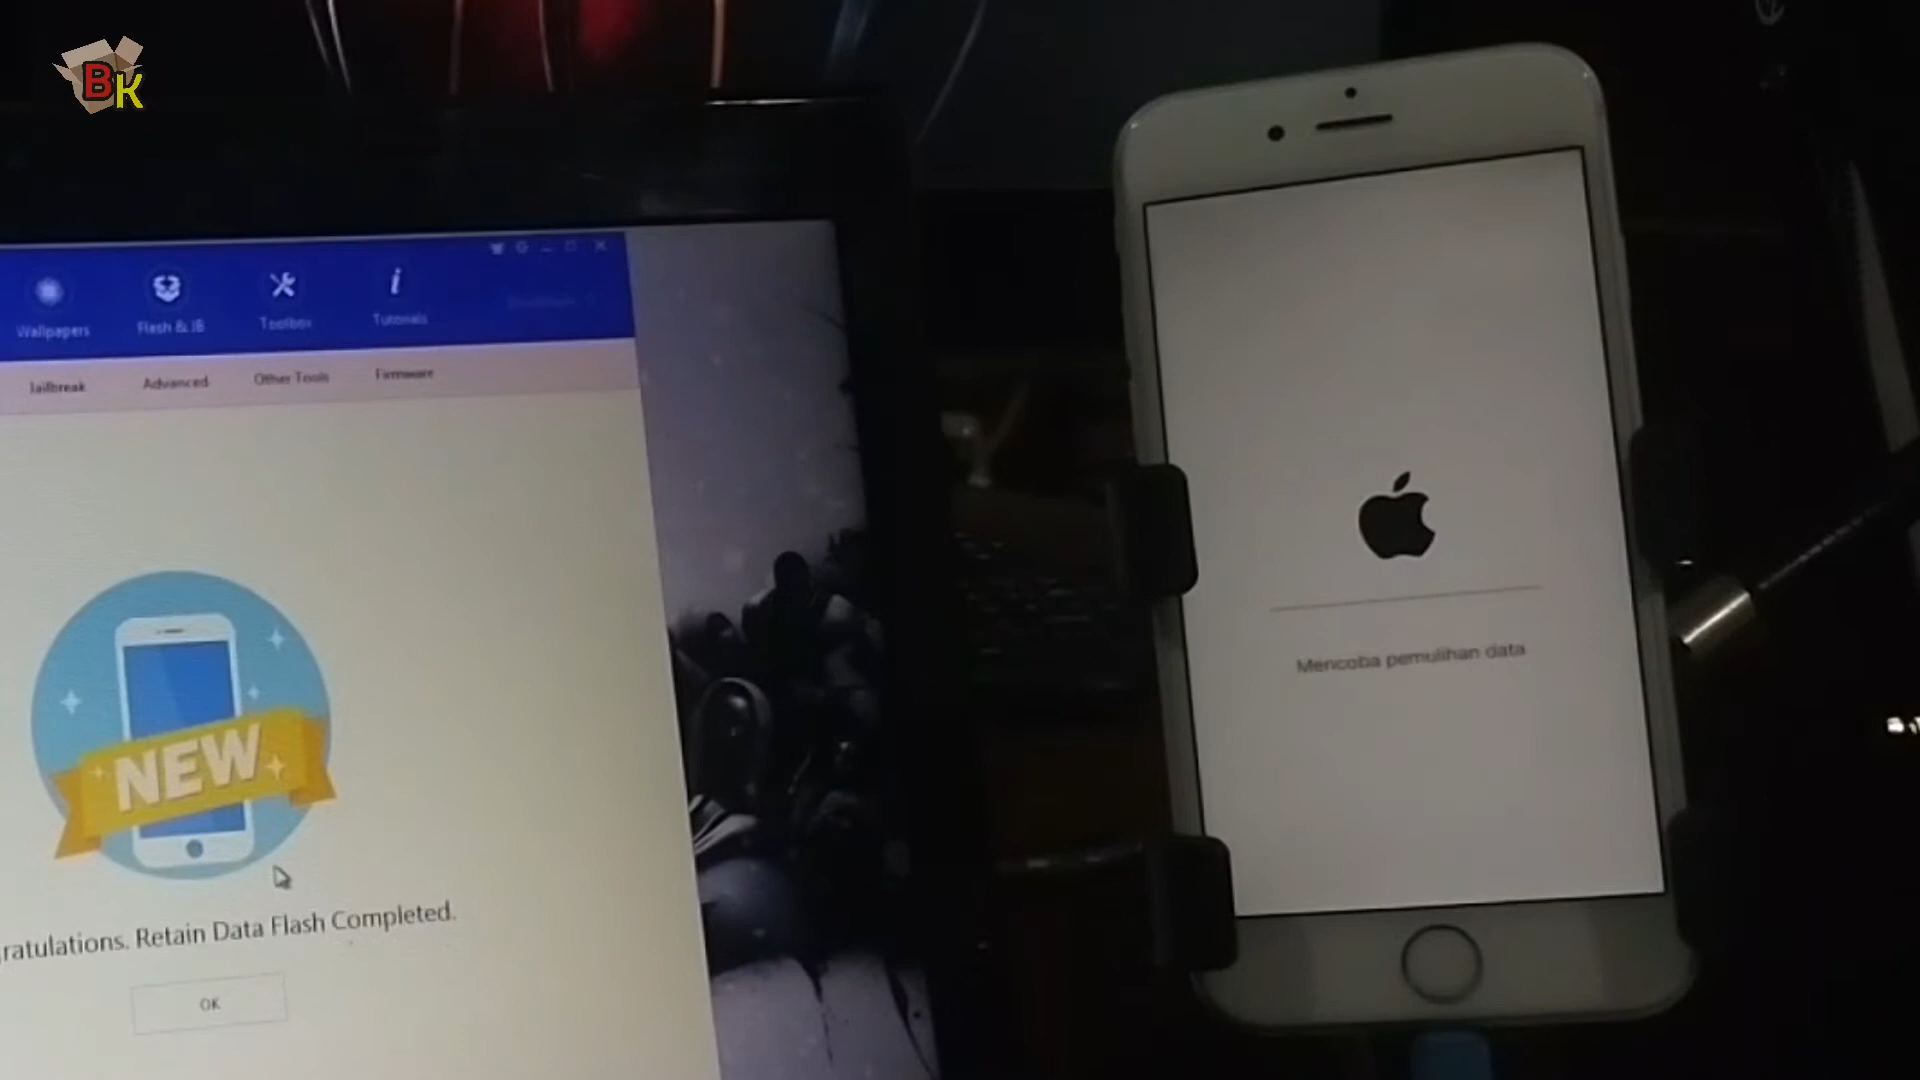 BK
Wallpapers
Flash & JB
Toolbox
Tutorials
Jailbreak
Advanced
Other Tools
Firmware
NEW
ratulations. Retain Data Flash Completed.
OK
Mencoba pemulihan data